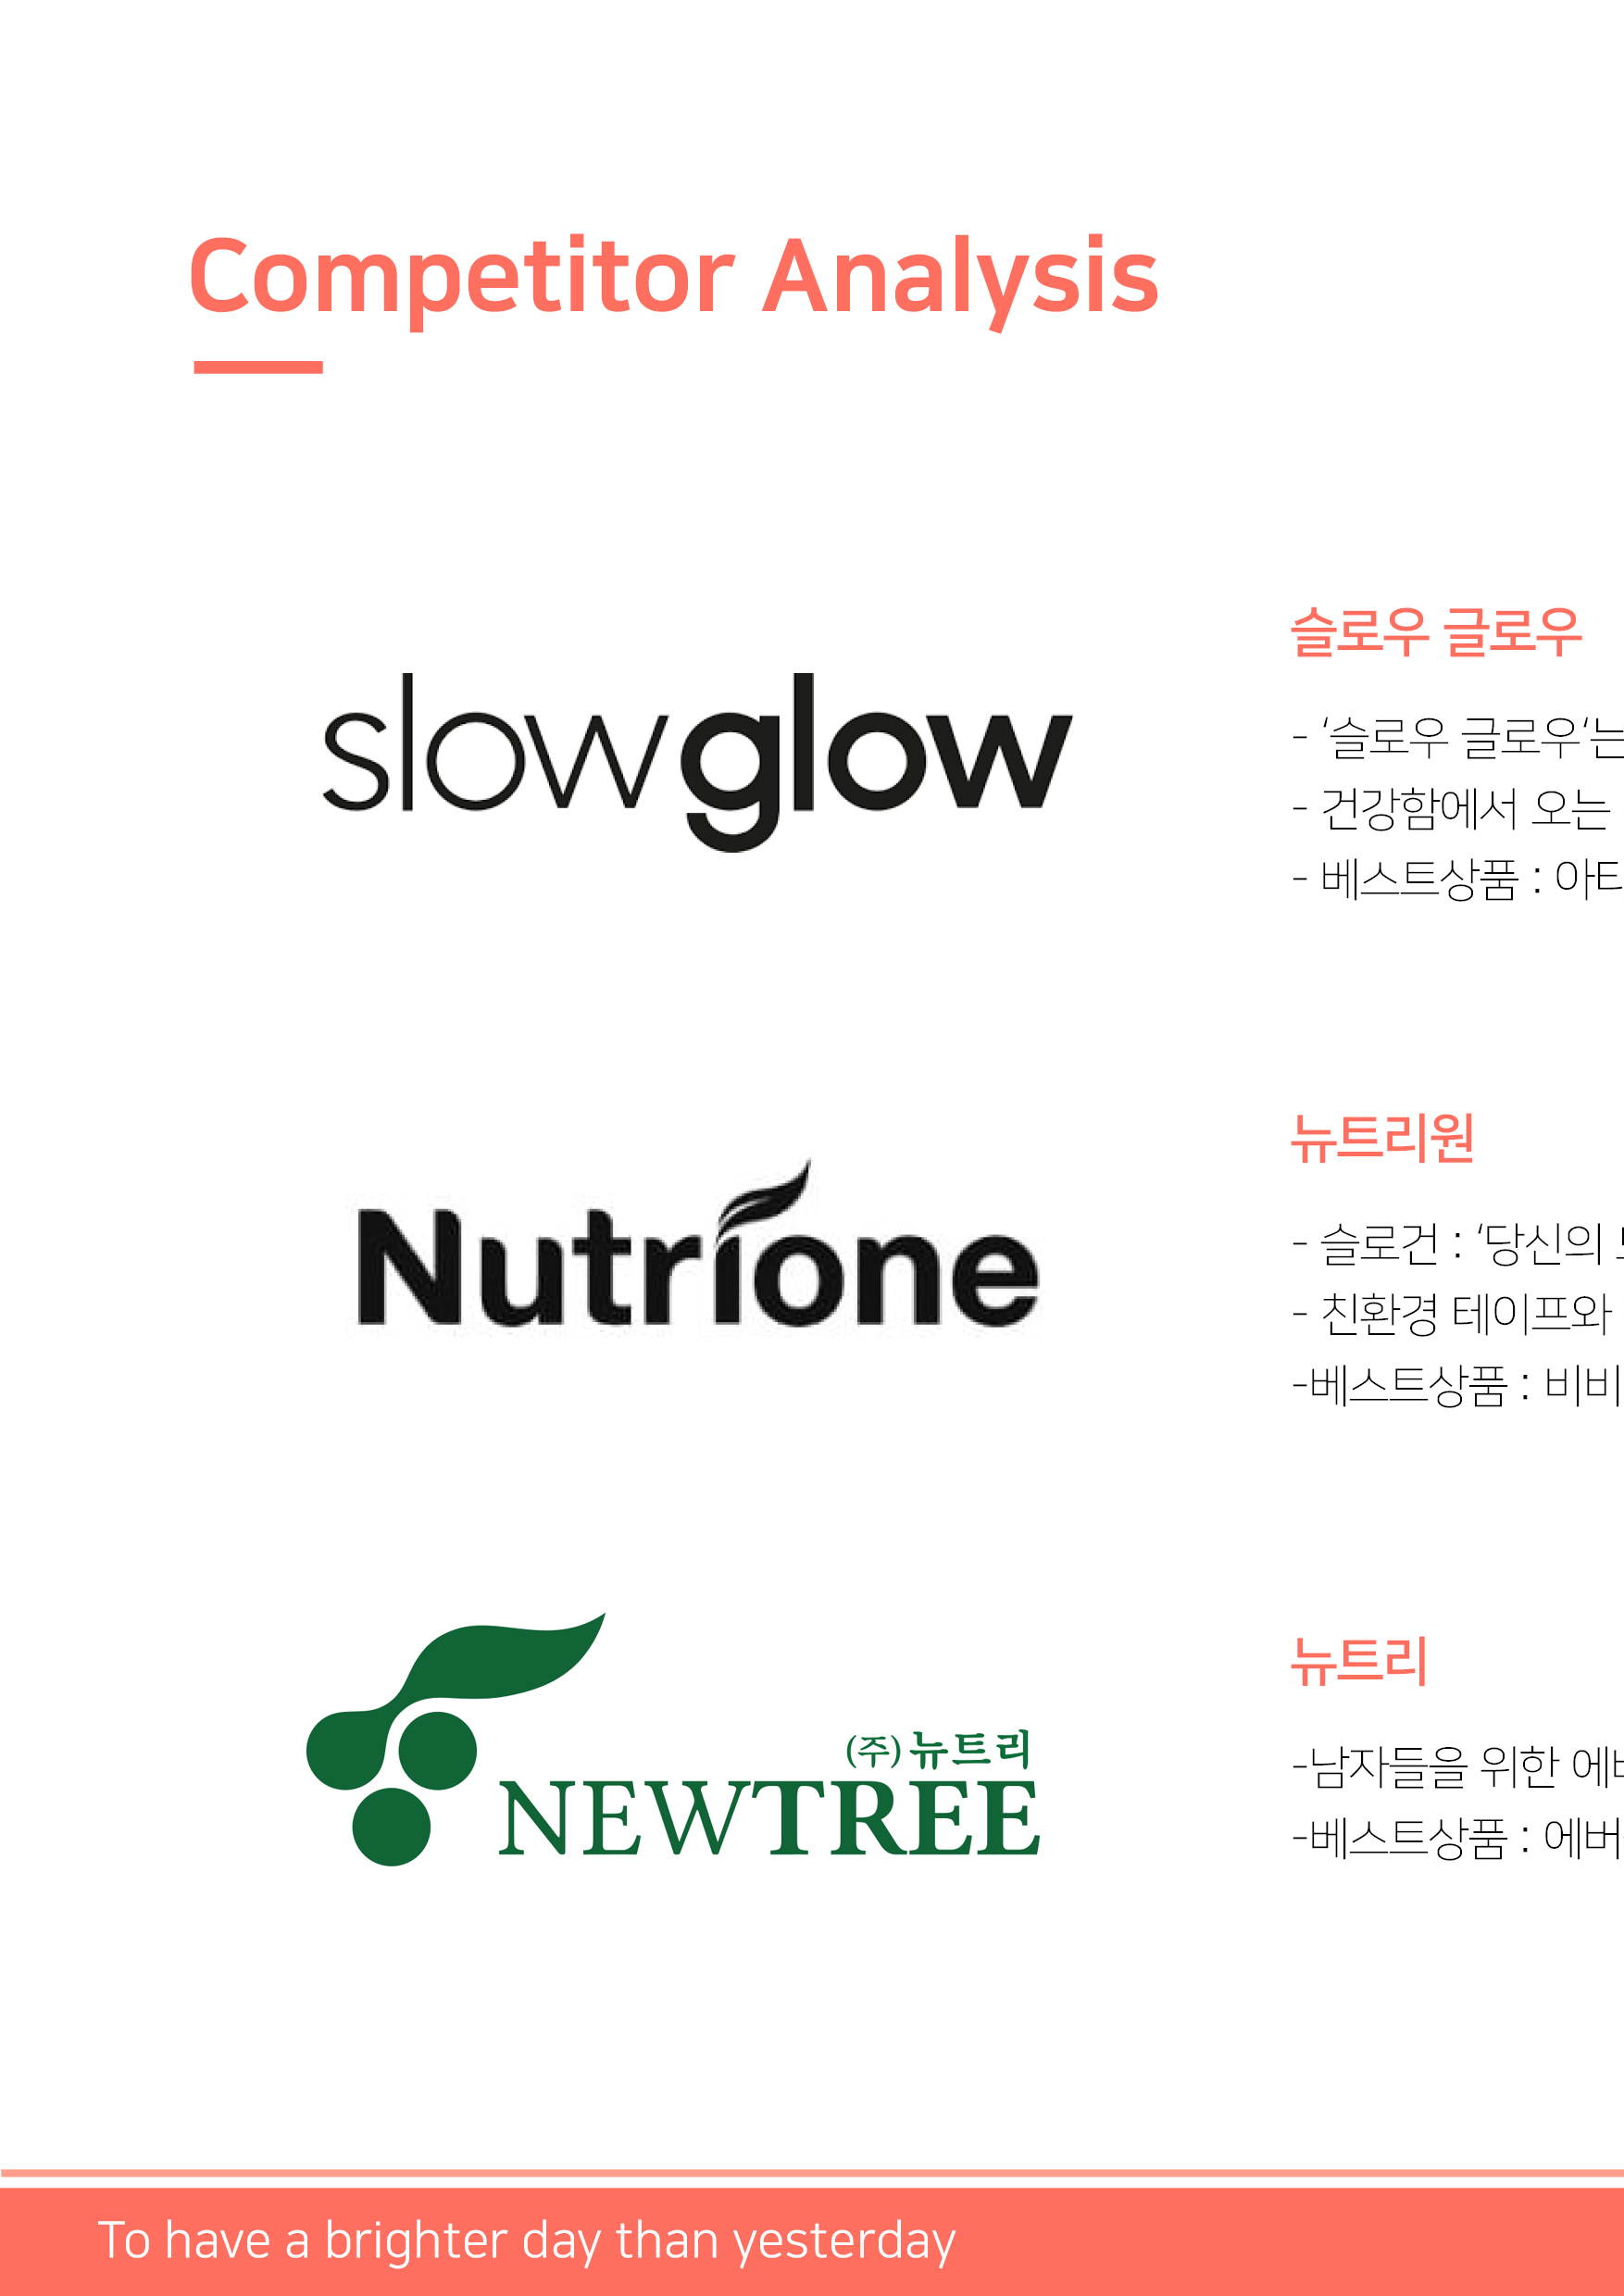 Competitor Analysis
slowglow
슬로우 글로우
- ‘슬로우 글로우‘는
- 건강함에서 오는
- 베스트상품 : 아트
Nutrione
뉴트리원
- 슬로건 : ‘당신의
- 친환경 테이프와
-베스트상품 : 비비
(주)뉴트리
NEWTREE
뉴트리
-남자들을 위한
-베스트상품 : 에버
To have a brighter day than yesterday